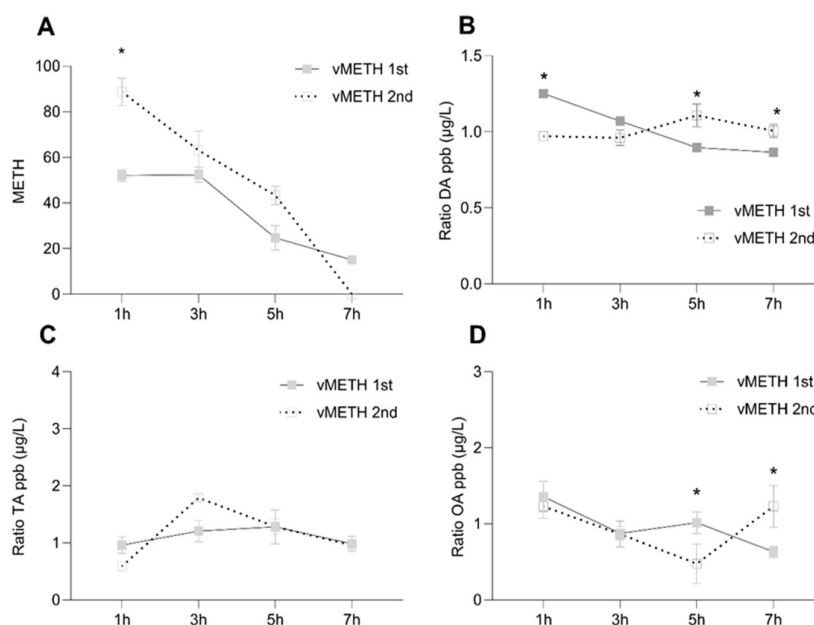 A
*
vMETH 1st
vMETH 2nd
METH
100
80
60
40
20
0
1h
3h
5h
7h
B
*
*
*
vMETH 1st
vMETH 2nd
Ratio DA ppb (µg/L)
1.5
1.0
0.5
0.0
1h
3h
5h
7h
C
vMETH 1st
vMETH 2nd
Ratio TA ppb (µg/L)
4
3
2
1
0
1h
3h
5h
7h
D
vMETH 1st
vMETH 2nd
*
*
Ratio OA ppb (µg/L)
3
2
1
0
1h
3h
5h
7h